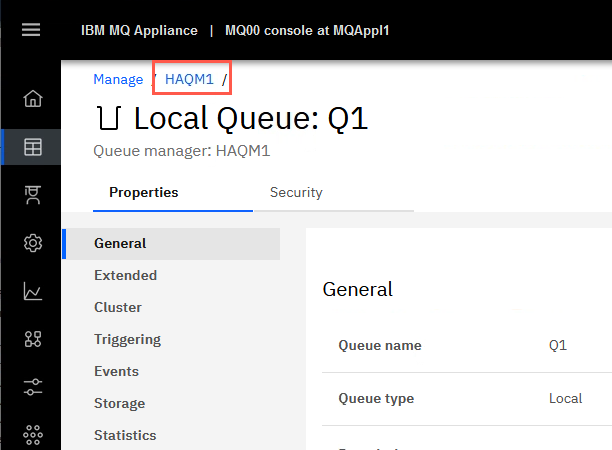 IBM MQ Appliance | MQ00 console at MQAppl1
Manage / HAQM1 /
Local Queue: Q1
Queue manager: HAQM1
Properties Security
General
Extended
Cluster
Triggering
Events
Storage
Statistics
General
Queue name Q1
Queue type Local